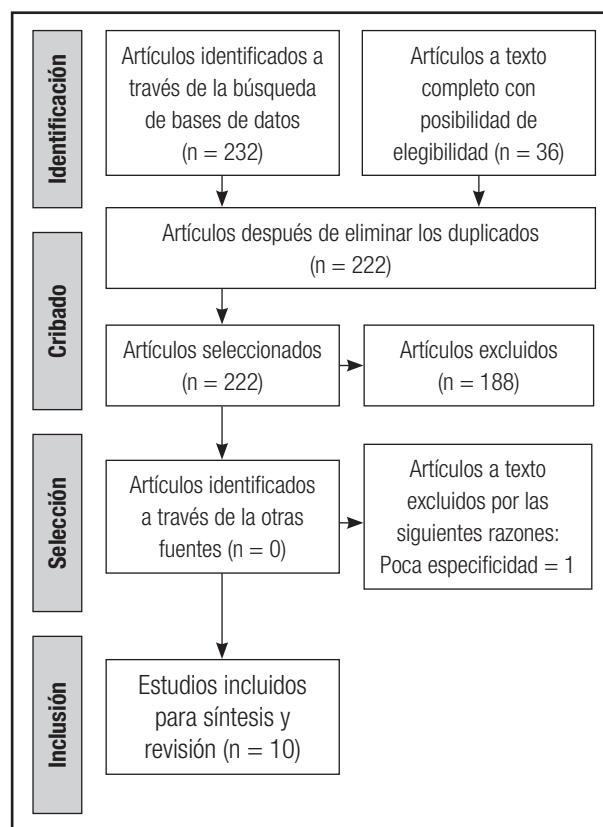 Identificación
Artículos identificados a
través de la búsqueda
de bases de datos
(n = 232)
Artículos a texto
completo con
posibilidad de
elegibilidad (n = 36)
Cribado
Artículos después de eliminar los duplicados
(n = 222)
Artículos seleccionados
(n = 222)
Artículos excluidos
(n = 188)
Selección
Artículos identificados
a través de la otras
fuentes (n = 0)
Artículos a texto
excluidos por las
siguientes razones:
Poca especificidad = 1
Inclusión
Estudios incluidos
para síntesis y
revisión (n = 10)